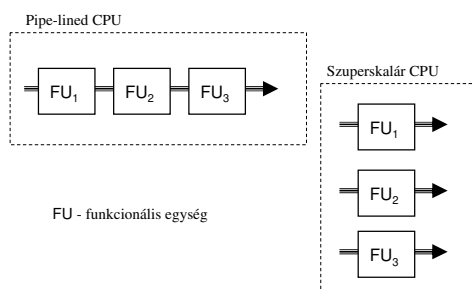 Pipe-lined CPU
FU₁ FU₂ FU₃
Szuperskalár CPU
FU₁
FU₂
FU₃
FU - funkcionális egység